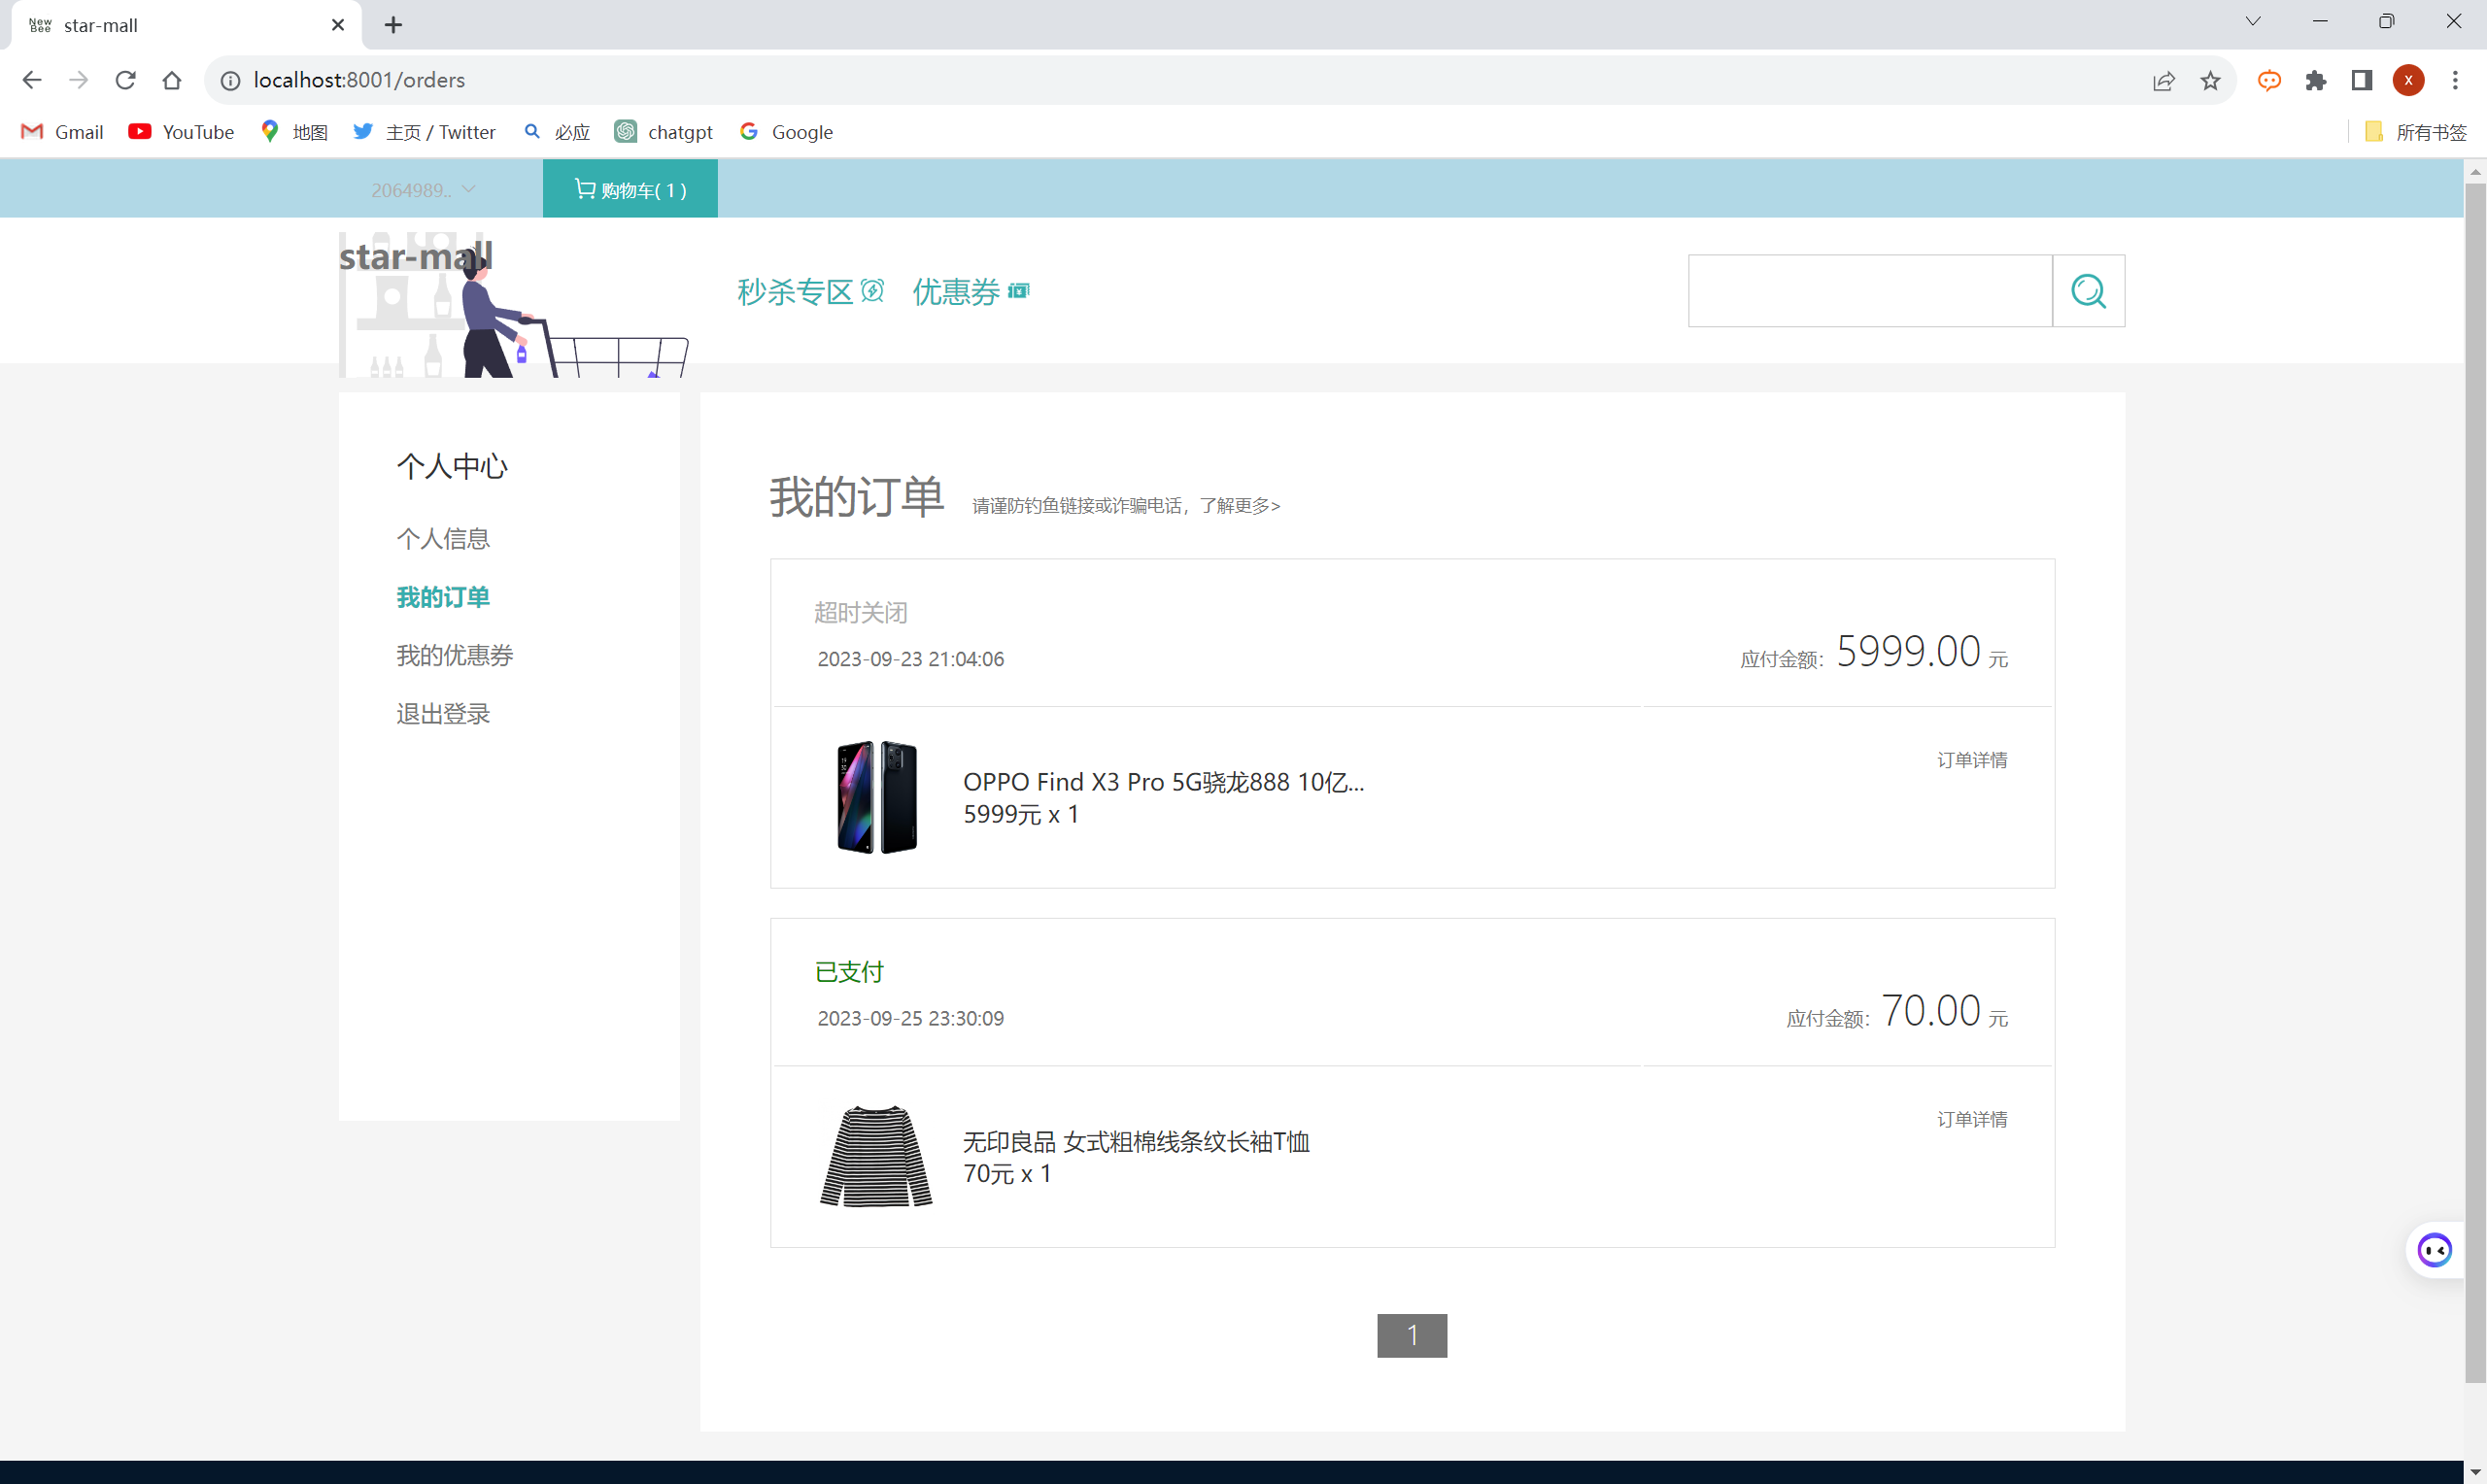 New Bee star-mall
localhost:8001/orders
X
Gmail YouTube 地图 主页 / Twitter 必应 chatgpt Google 所有书签
2064989.. 购物车( 1 )
star-mall
秒杀专区 优惠券
个人中心
个人信息
我的订单
我的优惠券
退出登录
我的订单 请谨防钓鱼链接或诈骗电话，了解更多>
超时关闭
2023-09-23 21:04:06 应付金额：5999.00 元
订单详情
OPPO Find X3 Pro 5G骁龙888 10亿...
5999元 x 1
已支付
2023-09-25 23:30:09 应付金额：70.00 元
订单详情
无印良品 女式粗棉线条纹长袖T恤
70元 x 1
1